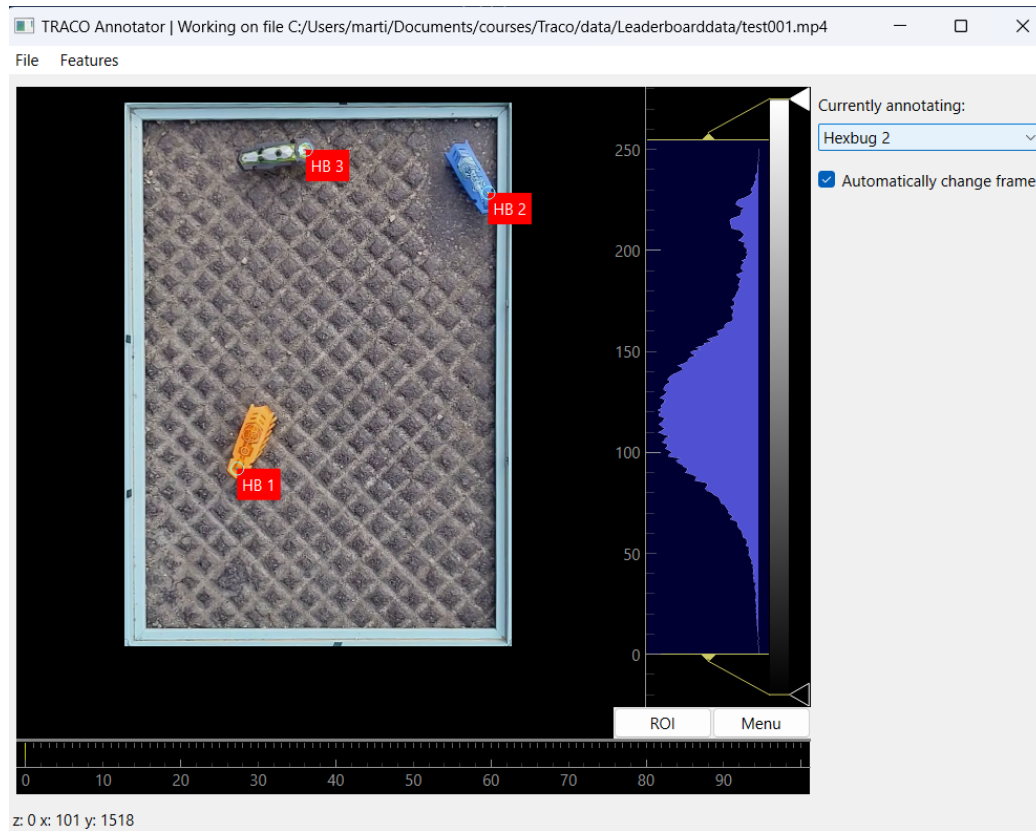 TRACO Annotator | Working on file C:/Users/marti/Documents/courses/Traco/data/Leaderboarddata/test001.mp4
File Features
Currently annotating:
Hexbug 2
Automatically change frame
HB 3
HB 2
HB 1
250
200
150
100
50
0
ROI Menu
0 10 20 30 40 50 60 70 80 90
z: 0 x: 101 y: 1518